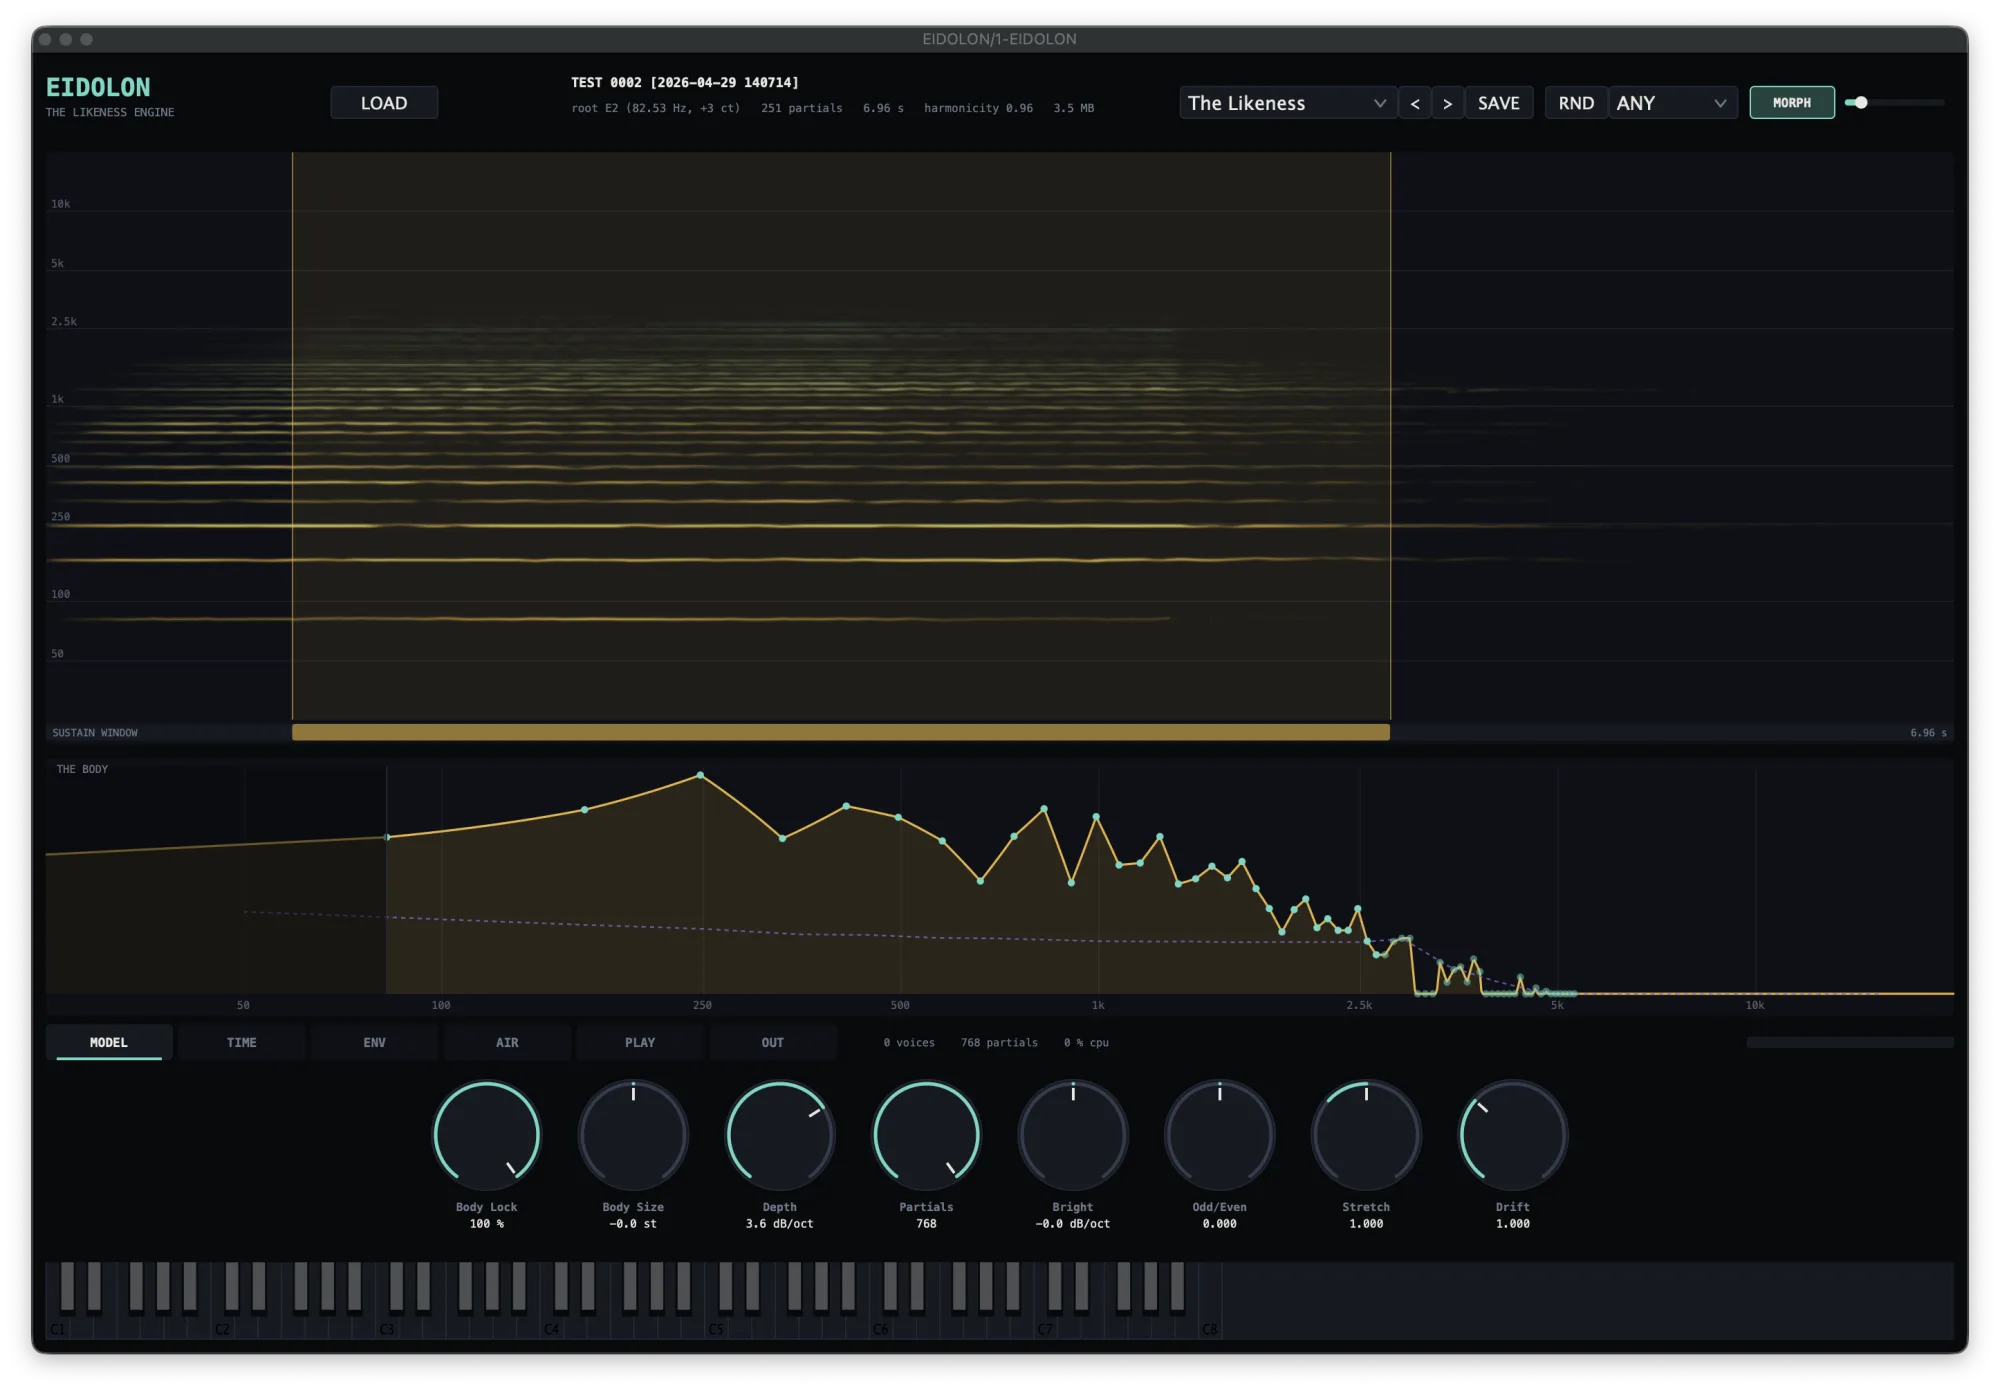 EIDOLON/1-EIDOLON
EIDOLON
THE LIKENESS ENGINE
LOAD
TEST 0002 [2026-04-29 140714]
root E2 (82.53 Hz, +3 ct) 251 partials 6.96 s harmonicity 0.96 3.5 MB
The Likeness < > SAVE RND ANY MORPH
10k
5k
2.5k
1k
500
250
100
50
SUSTAIN WINDOW 6.96 s
THE BODY
50 100 250 500 1k 2.5k 5k 10k
MODEL TIME ENV AIR PLAY OUT 0 voices 768 partials 0 % cpu
Body Lock Body Size Depth Partials Bright Odd/Even Stretch Drift
100 % -0.0 st 3.6 dB/oct 768 -0.0 dB/oct 0.000 1.000 1.000
C1 C2 C3 C4 C5 C6 C7 C8